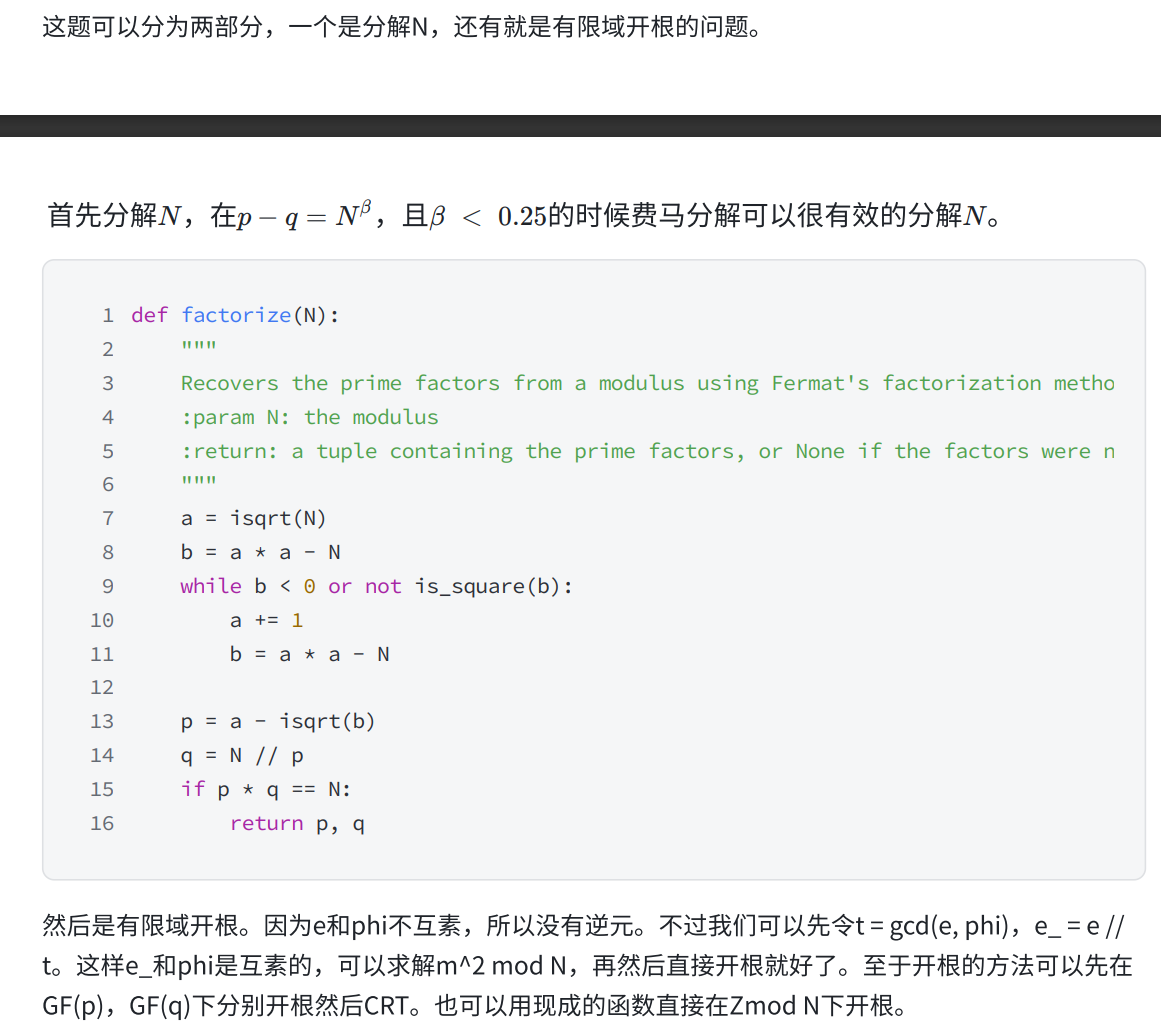 这题可以分为两部分，一个是分解N，还有就是有限域开根的问题。
首先分解N，在p − q = N^β，且β < 0.25的时候费马分解可以很有效的分解N。
1 def factorize(N):
2     """
3     Recovers the prime factors from a modulus using Fermat's factorization metho
4     :param N: the modulus
5     :return: a tuple containing the prime factors, or None if the factors were n
6     """
7     a = isqrt(N)
8     b = a * a - N
9     while b < 0 or not is_square(b):
10         a += 1
11         b = a * a - N
12
13     p = a - isqrt(b)
14     q = N // p
15     if p * q == N:
16         return p, q
然后是有限域开根。因为e和phi不互素，所以没有逆元。不过我们可以先令t = gcd(e, phi)，e_ = e //
t。这样e_和phi是互素的，可以求解m^2 mod N，再然后直接开根就好了。至于开根的方法可以先在
GF(p)，GF(q)下分别开根然后CRT。也可以用现成的函数直接在Zmod N下开根。